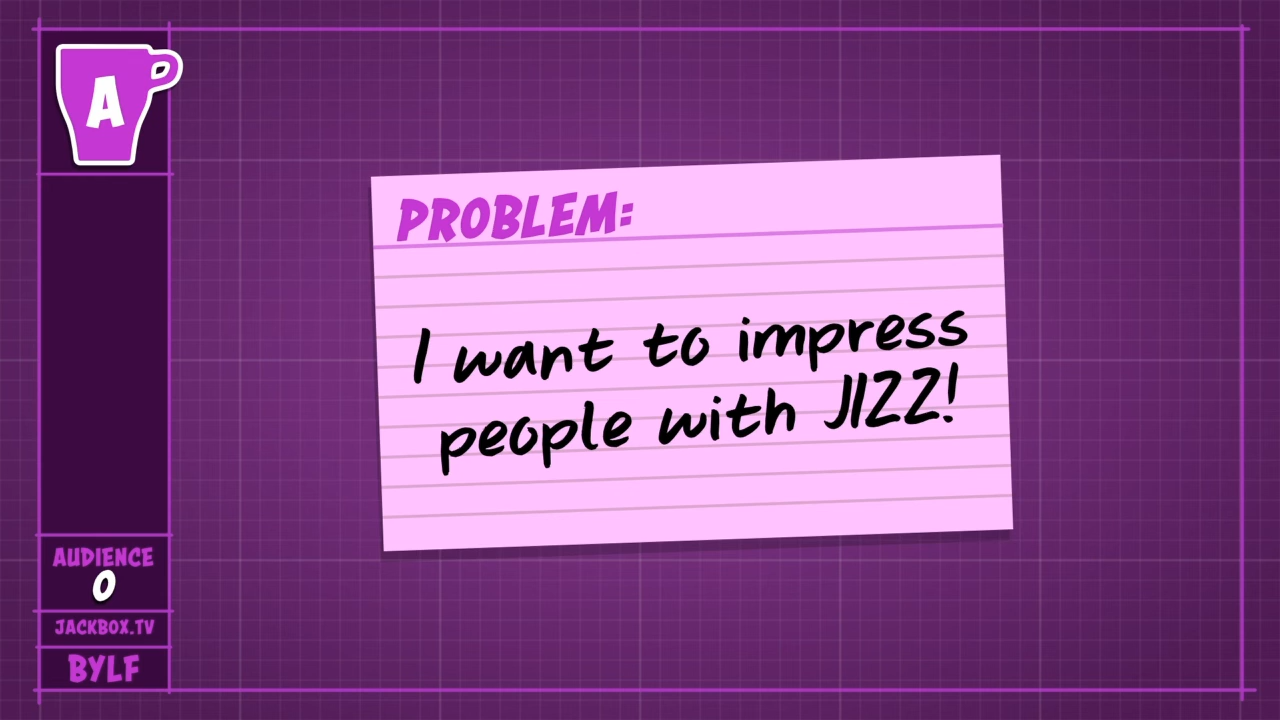 A
PROBLEM:
I want to impress
people with JIZZ!
AUDIENCE
0
JACKBOX.TV
BYLF